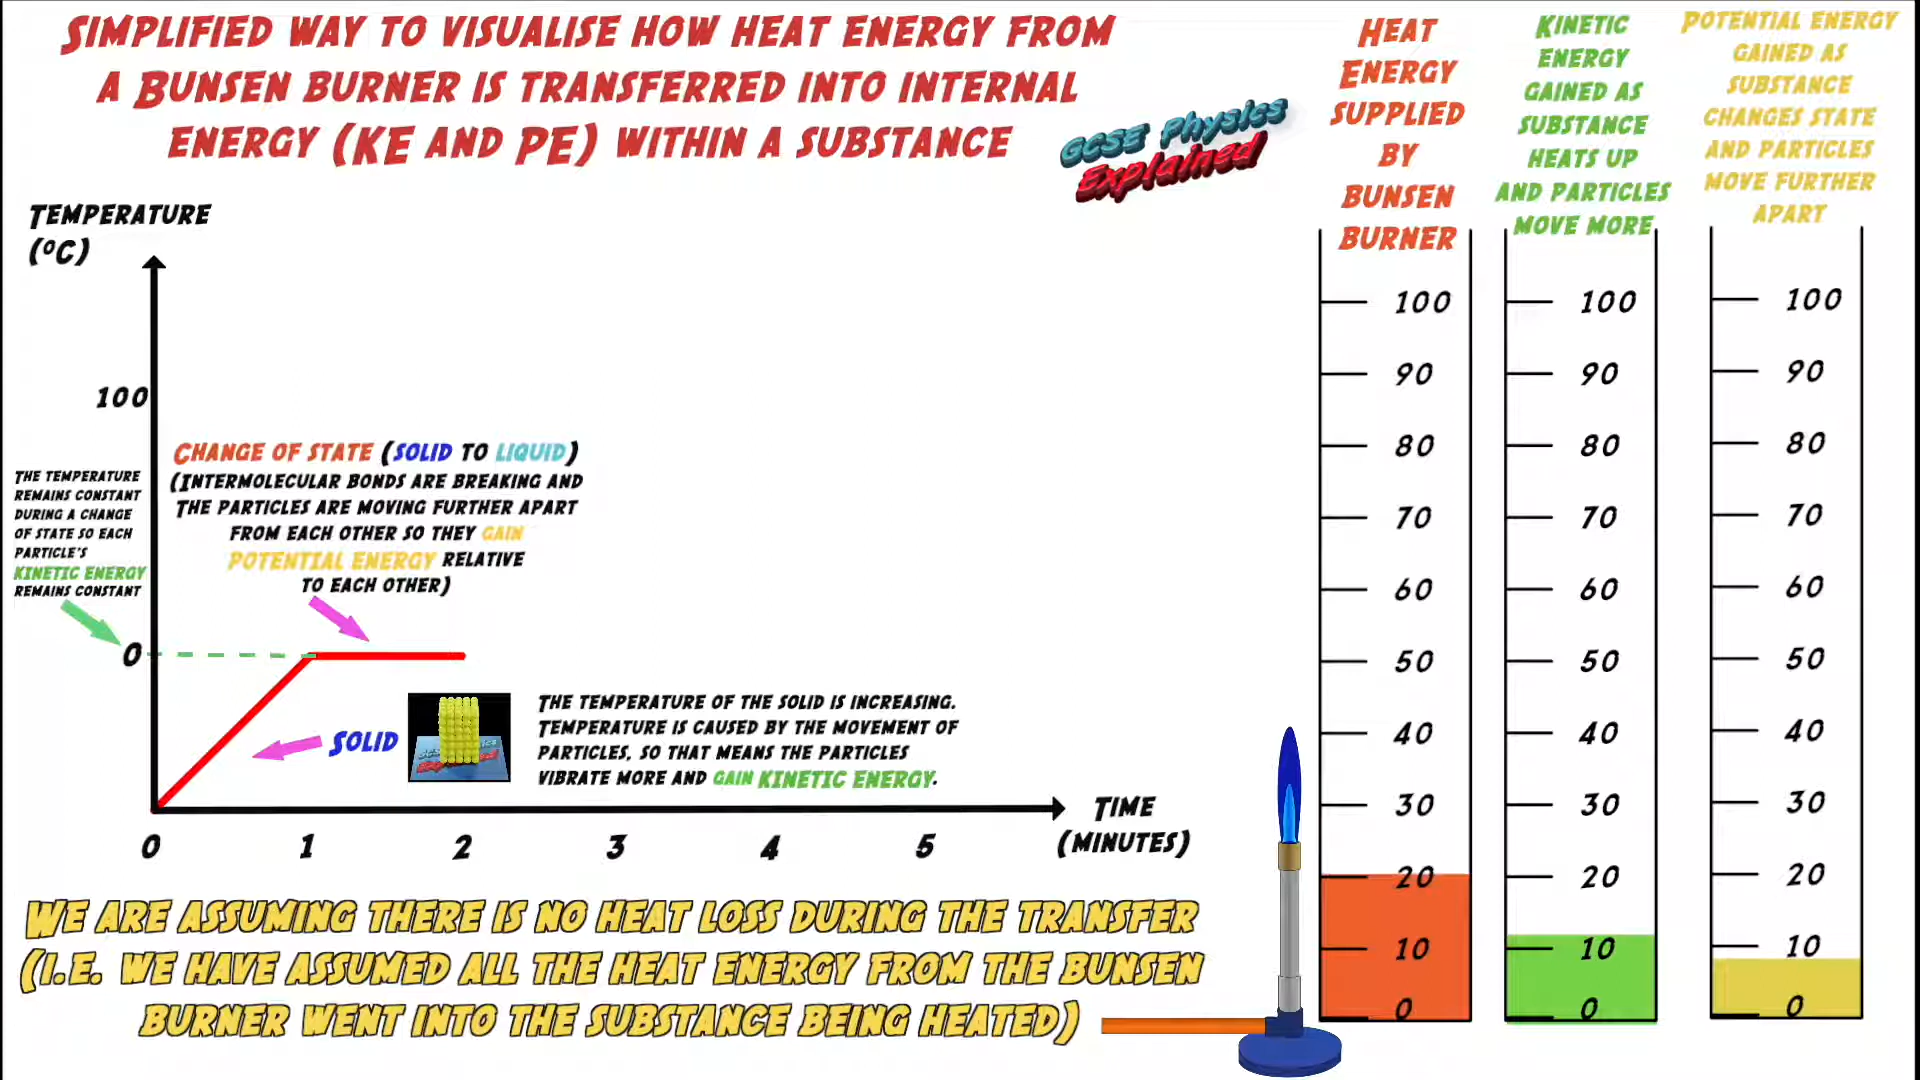 Simplified way to visualise how heat energy from
a Bunsen burner is transferred into internal
energy (KE and PE) within a substance
GCSE Physics
Explained
Heat
Energy
supplied
by
bunsen
burner
Kinetic
energy
gained as
substance
heats up
and particles
move more
Potential energy
gained as
substance
changes state
and particles
move further
apart
Temperature
(°C)
100
0
The temperature
remains constant
during a change
of state so each
particle's
kinetic energy
remains constant
Change of state (solid to liquid)
(Intermolecular bonds are breaking and
the particles are moving further apart
from each other so they gain
potential energy relative
to each other)
Solid
The temperature of the solid is increasing.
Temperature is caused by the movement of
particles, so that means the particles
vibrate more and gain kinetic energy.
0 1 2 3 4 5
Time
(minutes)
We are assuming there is no heat loss during the transfer
(i.e. we have assumed all the heat energy from the bunsen
burner went into the substance being heated)
100
90
80
70
60
50
40
30
20
10
0
100
90
80
70
60
50
40
30
20
10
0
100
90
80
70
60
50
40
30
20
10
0